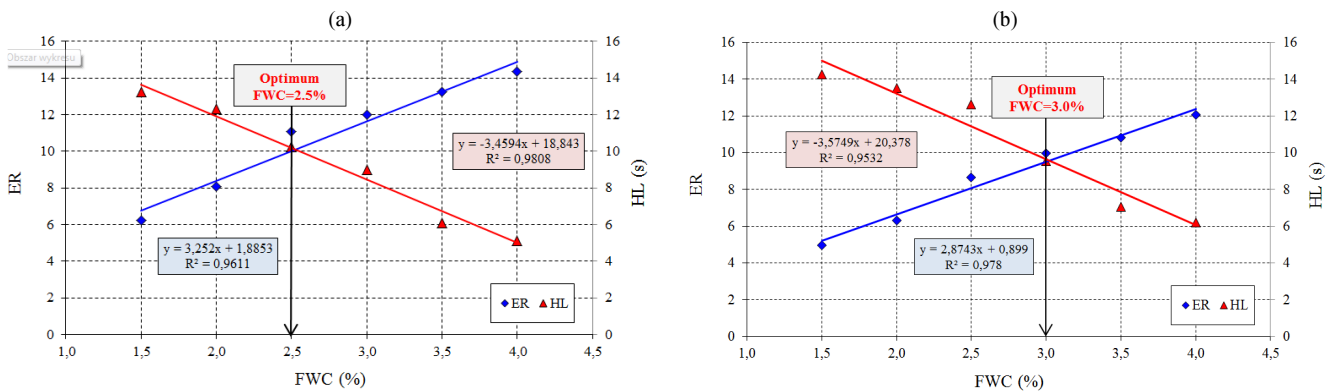 (a)
Obszar wykresu
16
14
12
10
8
6
4
2
0
ER
Optimum
FWC=2.5%
y = -3,4594x + 18,843
R² = 0,9808
y = 3,252x + 1,8853
R² = 0,9611
ER HL
16
14
12
10
8
6
4
2
0
HL (s)
1,0 1,5 2,0 2,5 3,0 3,5 4,0 4,5
FWC (%)
(b)
16
14
12
10
8
6
4
2
0
ER
Optimum
FWC=3.0%
y = -3,5749x + 20,378
R² = 0,9532
y = 2,8743x + 0,899
R² = 0,978
ER HL
16
14
12
10
8
6
4
2
0
HL (s)
1,0 1,5 2,0 2,5 3,0 3,5 4,0 4,5
FWC (%)